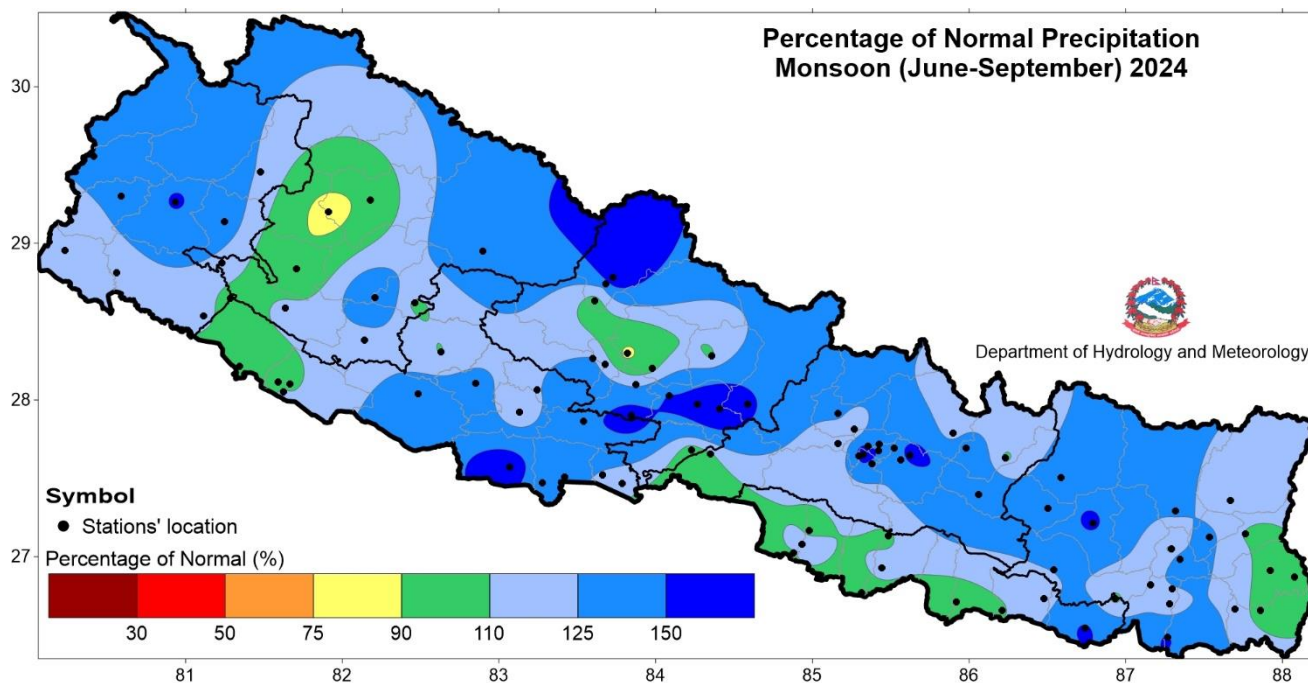 Percentage of Normal Precipitation
Monsoon (June-September) 2024
30
29
28
27
Department of Hydrology and Meteorology
Symbol
Stations' location
Percentage of Normal (%)
30 50 75 90 110 125 150
81 82 83 84 85 86 87 88